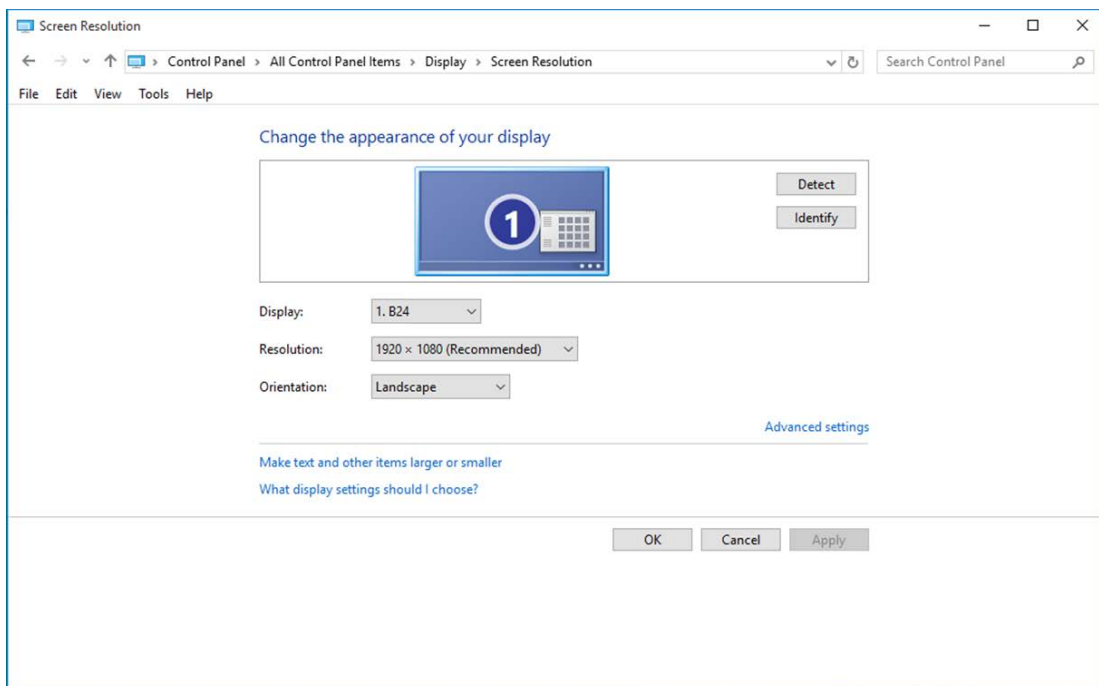 Screen Resolution
Control Panel > All Control Panel Items > Display > Screen Resolution
Search Control Panel
File Edit View Tools Help
Change the appearance of your display
1
Detect
Identify
Display: 1. B24
Resolution: 1920 × 1080 (Recommended)
Orientation: Landscape
Advanced settings
Make text and other items larger or smaller
What display settings should I choose?
OK Cancel Apply